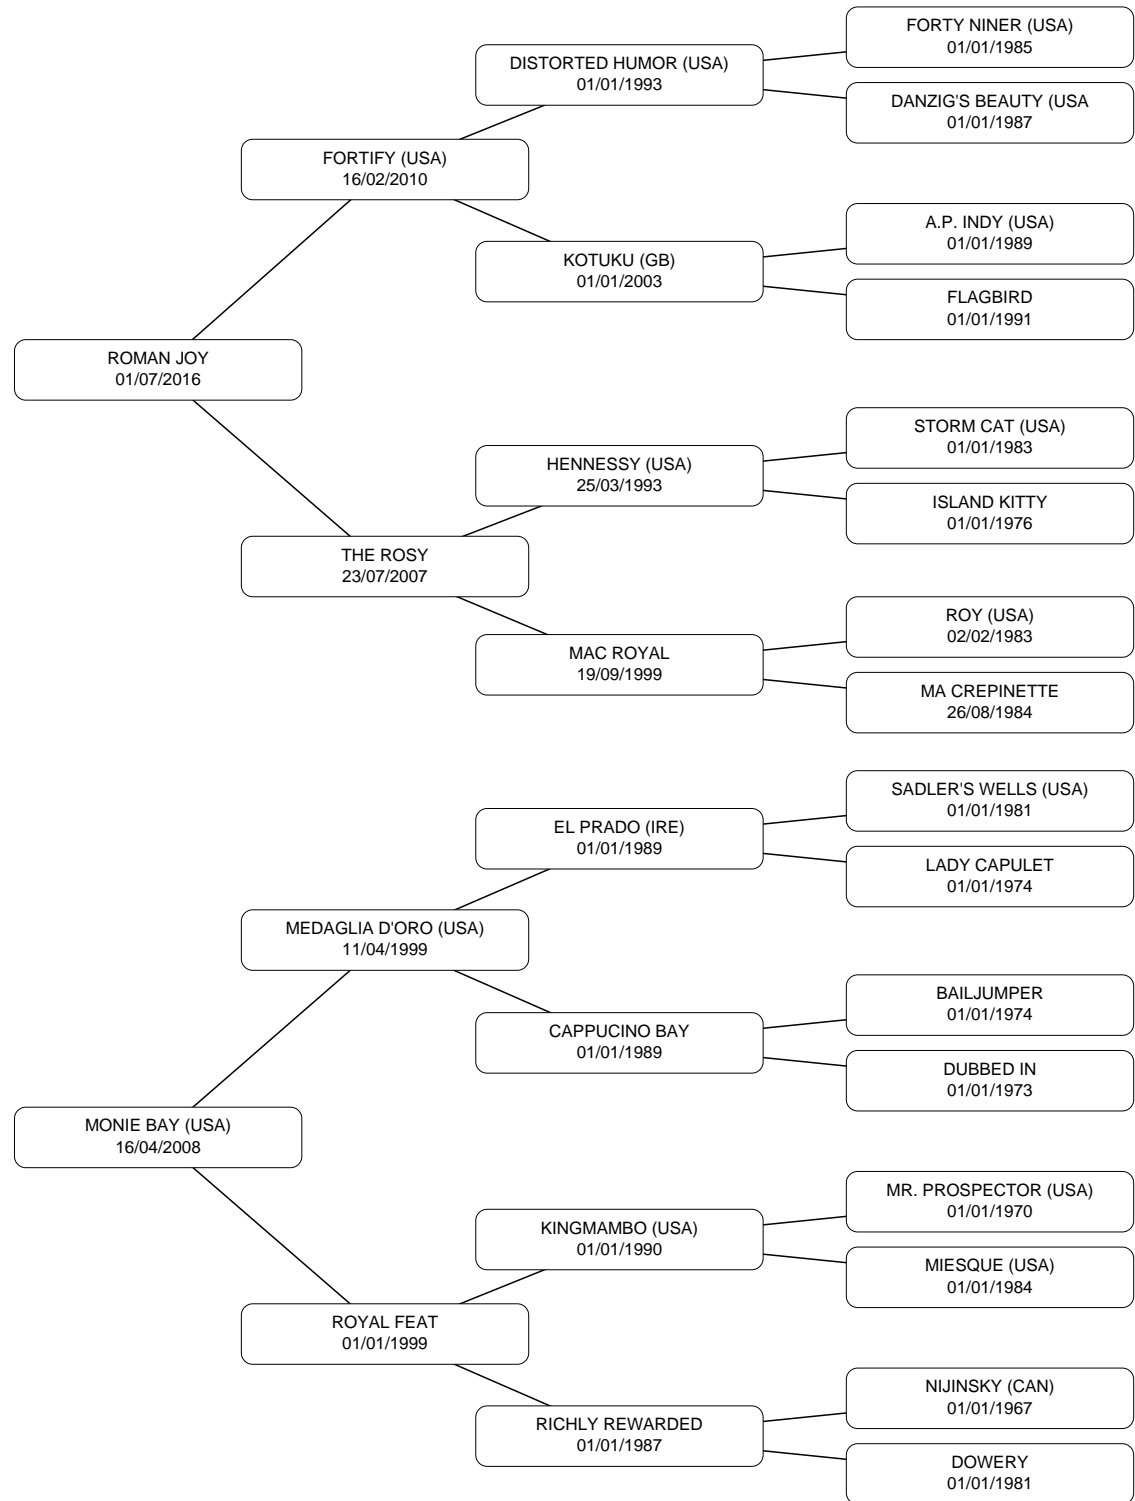 FORTY NINER (USA)
01/01/1985
DISTORTED HUMOR (USA)
01/01/1993
DANZIG'S BEAUTY (USA
01/01/1987
FORTIFY (USA)
16/02/2010
A.P. INDY (USA)
01/01/1989
KOTUKU (GB)
01/01/2003
FLAGBIRD
01/01/1991
ROMAN JOY
01/07/2016
STORM CAT (USA)
01/01/1983
HENNESSY (USA)
25/03/1993
ISLAND KITTY
01/01/1976
THE ROSY
23/07/2007
ROY (USA)
02/02/1983
MAC ROYAL
19/09/1999
MA CREPINETTE
26/08/1984
SADLER'S WELLS (USA)
01/01/1981
EL PRADO (IRE)
01/01/1989
LADY CAPULET
01/01/1974
MEDAGLIA D'ORO (USA)
11/04/1999
BAILJUMPER
01/01/1974
CAPPUCINO BAY
01/01/1989
DUBBED IN
01/01/1973
MONIE BAY (USA)
16/04/2008
MR. PROSPECTOR (USA)
01/01/1970
KINGMAMBO (USA)
01/01/1990
MIESQUE (USA)
01/01/1984
ROYAL FEAT
01/01/1999
NIJINSKY (CAN)
01/01/1967
RICHLY REWARDED
01/01/1987
DOWERY
01/01/1981